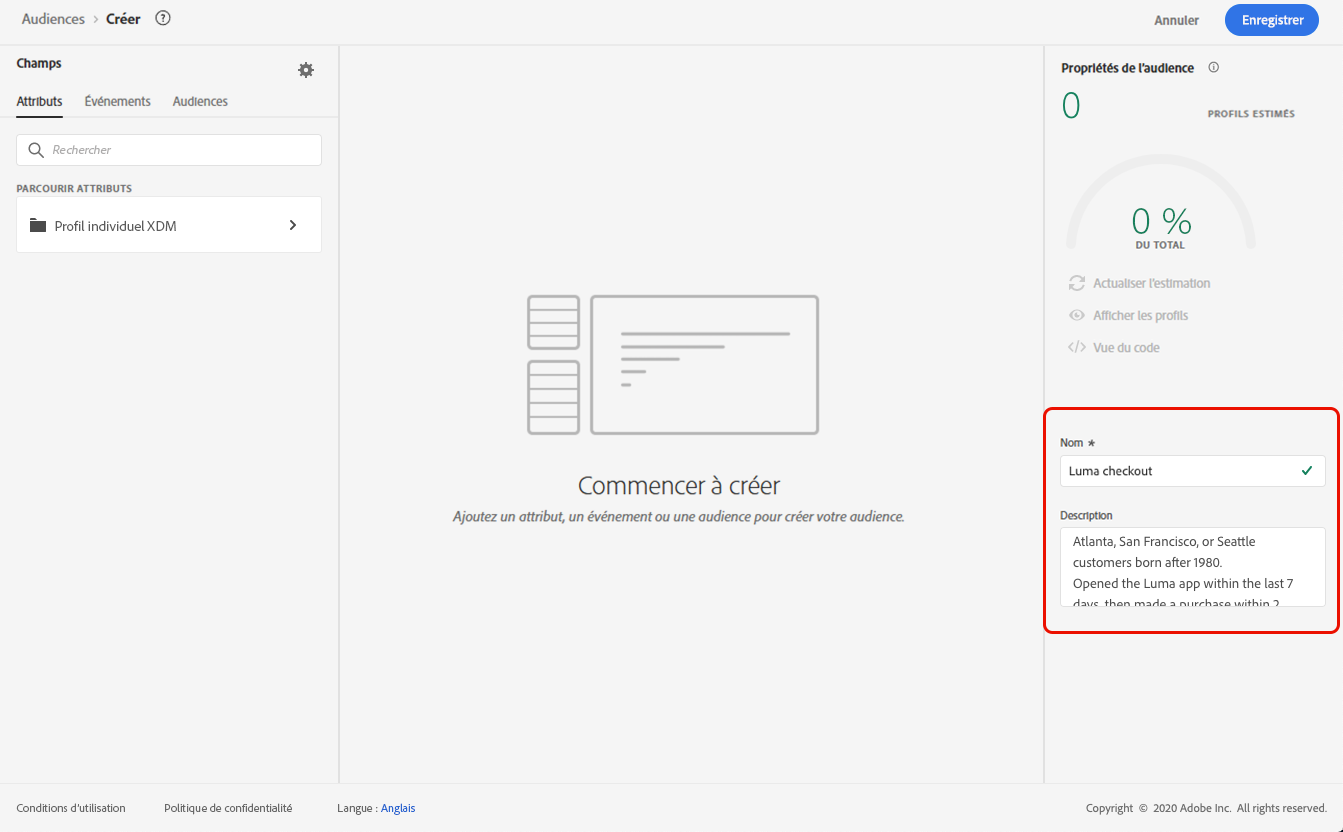 Audiences > Créer
Annuler
Enregistrer
Champs
Attributs
Événements
Audiences
Rechercher
PARCOURIR ATTRIBUTS
Profil individuel XDM
Commencer à créer
Ajoutez un attribut, un événement ou une audience pour créer votre audience.
Propriétés de l'audience
0
PROFILS ESTIMÉS
0 %
DU TOTAL
Actualiser l'estimation
Afficher les profils
</> Vue du code
Nom *
Luma checkout
Description
Atlanta, San Francisco, or Seattle
customers born after 1980.
Opened the Luma app within the last 7
days, then made a purchase within 2
Conditions d'utilisation
Politique de confidentialité
Langue : Anglais
Copyright © 2020 Adobe Inc. All rights reserved.